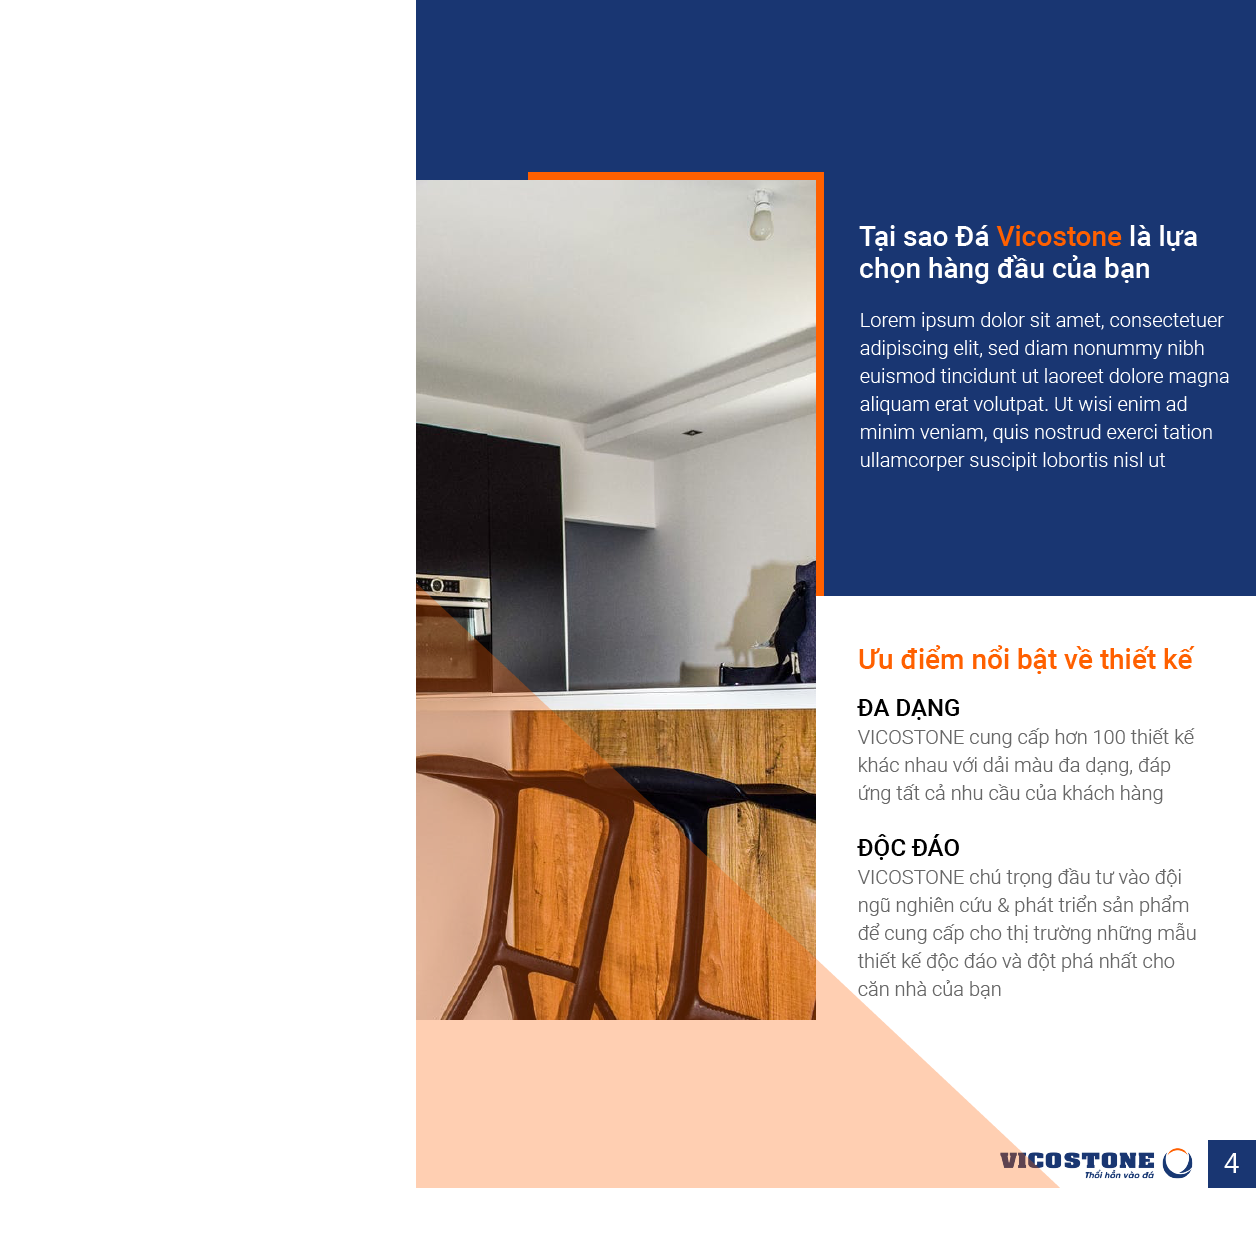 Tại sao Đá Vicostone là lựa
chọn hàng đầu của bạn
Lorem ipsum dolor sit amet, consectetuer
adipiscing elit, sed diam nonummy nibh
euismod tincidunt ut laoreet dolore magna
aliquam erat volutpat. Ut wisi enim ad
minim veniam, quis nostrud exerci tation
ullamcorper suscipit lobortis nisl ut
Ưu điểm nổi bật về thiết kế
ĐA DẠNG
VICOSTONE cung cấp hơn 100 thiết kế
khác nhau với dải màu đa dạng, đáp
ứng tất cả nhu cầu của khách hàng
ĐỘC ĐÁO
VICOSTONE chú trọng đầu tư vào đội
ngũ nghiên cứu & phát triển sản phẩm
để cung cấp cho thị trường những mẫu
thiết kế độc đáo và đột phá nhất cho
căn nhà của bạn
VICOSTONE
Thổi hồn vào đá
4